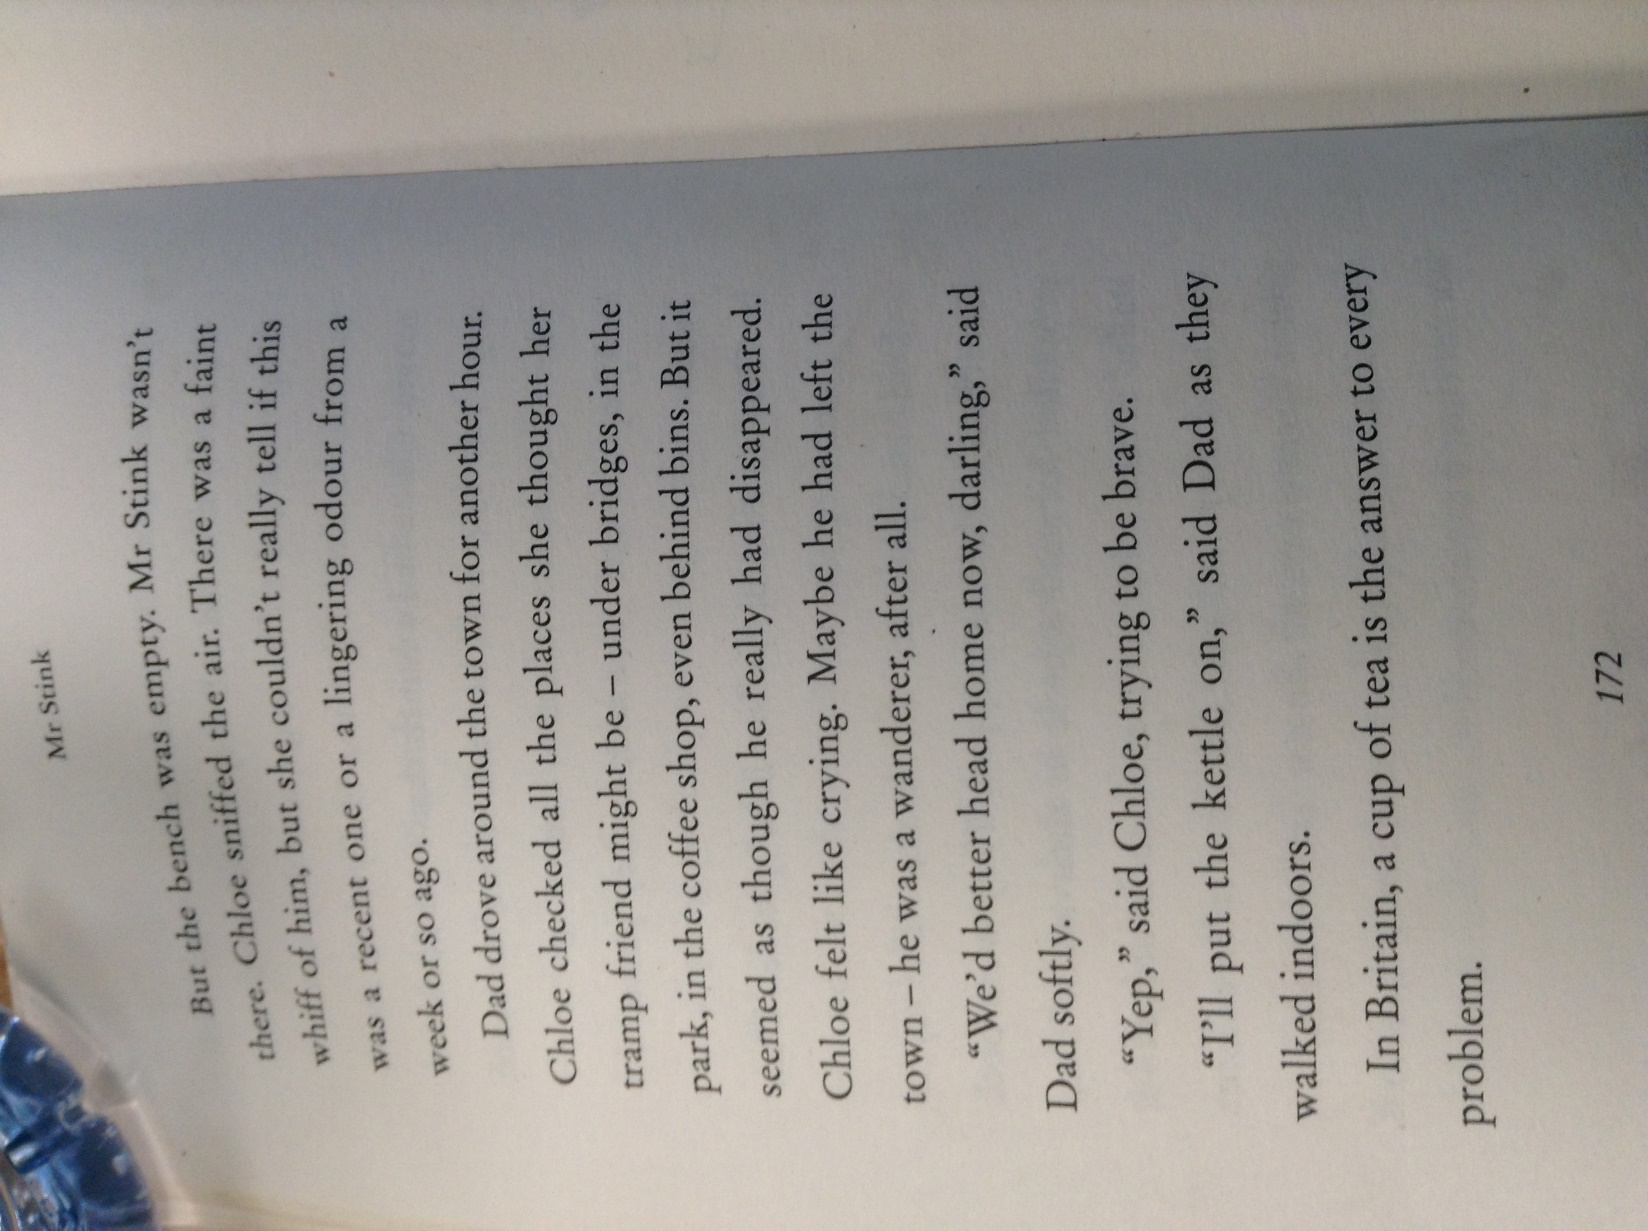 Mr Stink
But the bench was empty. Mr Stink wasn’t
there. Chloe sniffed the air. There was a faint
whiff of him, but she couldn’t really tell if this
was a recent one or a lingering odour from a
week or so ago.
Dad drove around the town for another hour.
Chloe checked all the places she thought her
tramp friend might be – under bridges, in the
park, in the coffee shop, even behind bins. But it
seemed as though he really had disappeared.
Chloe felt like crying. Maybe he had left the
town – he was a wanderer, after all.
“We’d better head home now, darling,” said
Dad softly.
“Yep,” said Chloe, trying to be brave.
“I’ll put the kettle on,” said Dad as they
walked indoors.
In Britain, a cup of tea is the answer to every
problem.
172